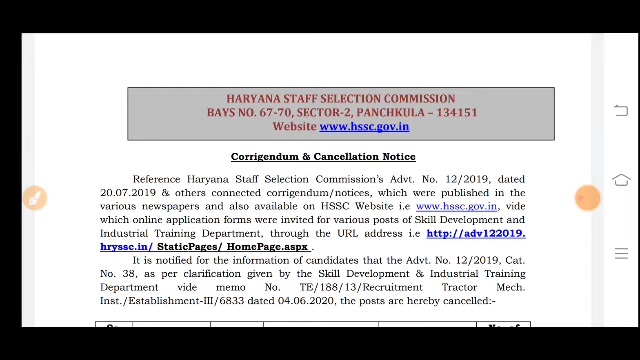 HARYANA STAFF SELECTION COMMISSION
BAYS NO. 67-70, SECTOR-2, PANCHKULA – 134151
Website www.hssc.gov.in
Corrigendum & Cancellation Notice
Reference Haryana Staff Selection Commission's Advt. No. 12/2019, dated
20.07.2019 & others connected corrigendum/notices, which were published in the
various newspapers and also available on HSSC Website i.e www.hssc.gov.in, vide
which online application forms were invited for various posts of Skill Development and
Industrial Training Department, through the URL address i.e http://adv122019.
hryssc.in/ StaticPages/ HomePage.aspx .
It is notified for the information of candidates that the Advt. No. 12/2019, Cat.
No. 38, as per clarification given by the Skill Development & Industrial Training
Department vide memo No. TE/188/13/Recruitment Tractor Mech.
Inst./Establishment-III/6833 dated 04.06.2020, the posts are hereby cancelled:-
No. of